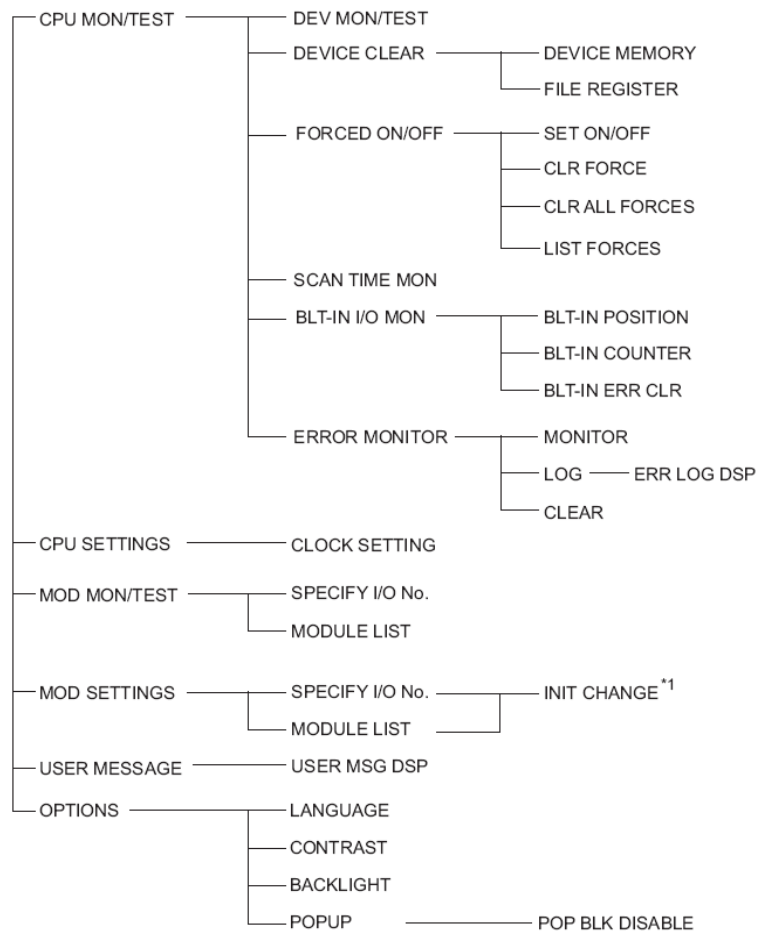 CPU MON/TEST
DEV MON/TEST
DEVICE CLEAR
DEVICE MEMORY
FILE REGISTER
FORCED ON/OFF
SET ON/OFF
CLR FORCE
CLR ALL FORCES
LIST FORCES
SCAN TIME MON
BLT-IN I/O MON
BLT-IN POSITION
BLT-IN COUNTER
BLT-IN ERR CLR
ERROR MONITOR
MONITOR
LOG
ERR LOG DSP
CLEAR
CPU SETTINGS
CLOCK SETTING
MOD MON/TEST
SPECIFY I/O No.
MODULE LIST
MOD SETTINGS
SPECIFY I/O No.
INIT CHANGE*1
MODULE LIST
USER MESSAGE
USER MSG DSP
OPTIONS
LANGUAGE
CONTRAST
BACKLIGHT
POPUP
POP BLK DISABLE